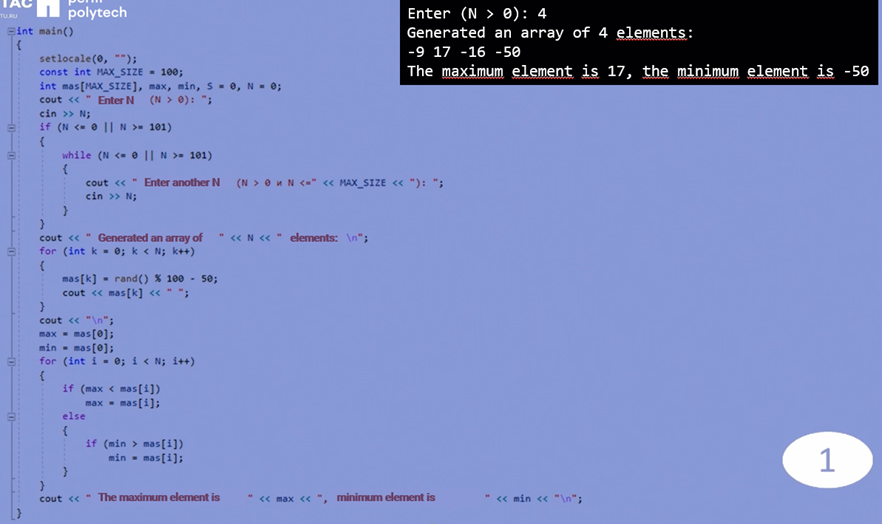 TAC
TU.RU
perm
polytech
int main()
{
setlocale(0, "");
const int MAX_SIZE = 100;
int mas[MAX_SIZE], max, min, S = 0, N = 0;
cout << " Enter N (N > 0): ";
cin >> N;
if (N <= 0 || N >= 101)
{
while (N <= 0 || N >= 101)
{
cout << " Enter another N (N > 0 и N <=" << MAX_SIZE << "): ";
cin >> N;
}
}
cout << " Generated an array of " << N << " elements: \n";
for (int k = 0; k < N; k++)
{
mas[k] = rand() % 100 - 50;
cout << mas[k] << " ";
}
cout << "\n";
max = mas[0];
min = mas[0];
for (int i = 0; i < N; i++)
{
if (max < mas[i])
max = mas[i];
else
{
if (min > mas[i])
min = mas[i];
}
}
cout << " The maximum element is " << max << ", minimum element is " << min << "\n";
}
Enter (N > 0): 4
Generated an array of 4 elements:
-9 17 -16 -50
The maximum element is 17, the minimum element is -50
1